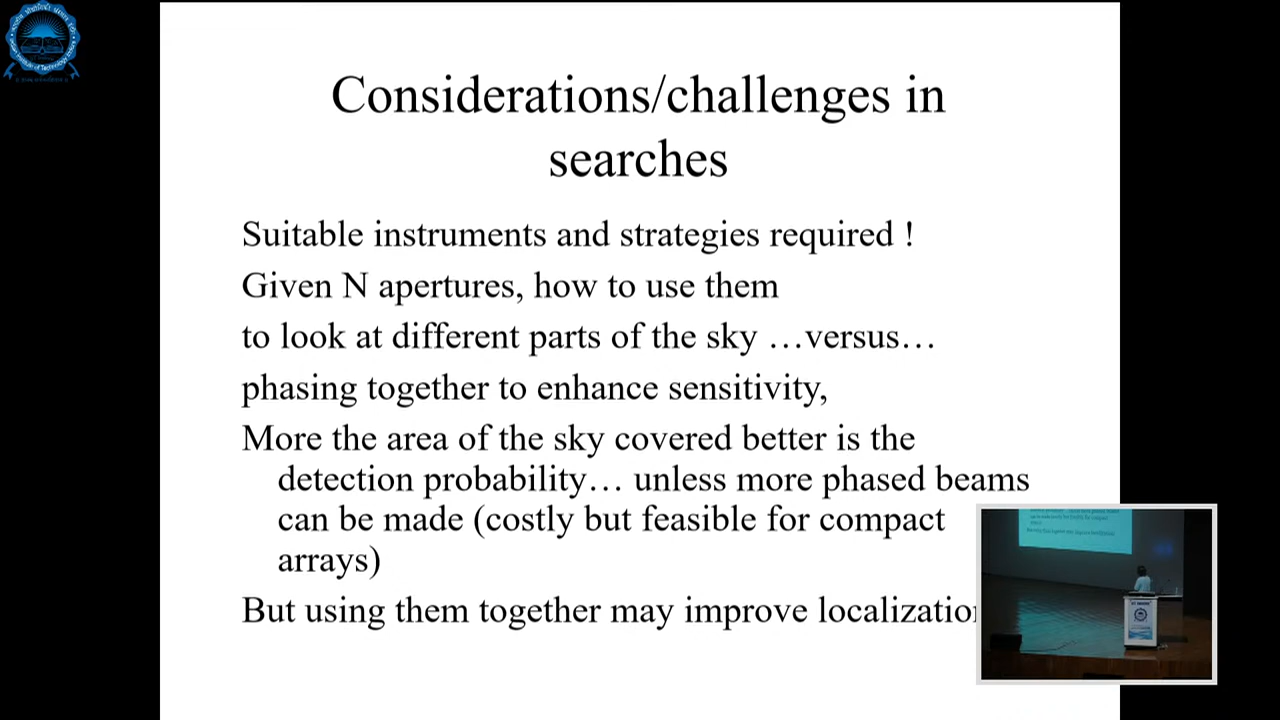 Considerations/challenges in
searches
Suitable instruments and strategies required !
Given N apertures, how to use them
to look at different parts of the sky …versus…
phasing together to enhance sensitivity,
More the area of the sky covered better is the
detection probability… unless more phased beams
can be made (costly but feasible for compact
arrays)
But using them together may improve localization